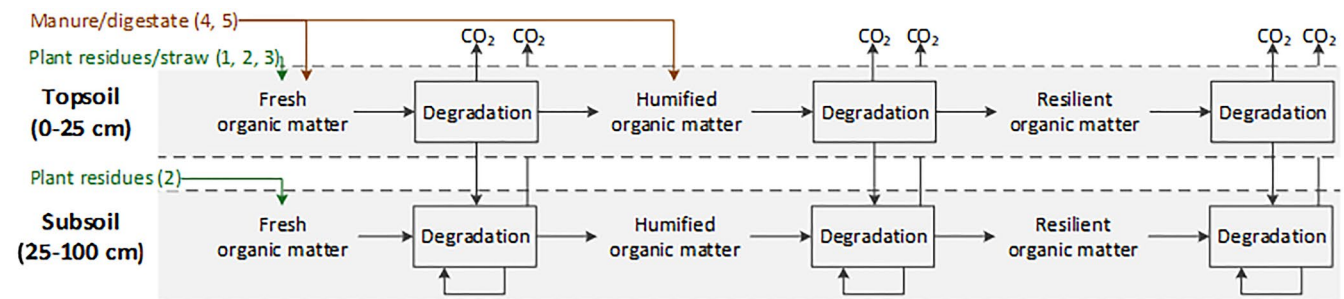 Manure/digestate (4, 5)
CO₂ CO₂ CO₂ CO₂ CO₂ CO₂
Plant residues/straw (1, 2, 3)
Topsoil
(0-25 cm)
Fresh
organic matter
Degradation
Humified
organic matter
Degradation
Resilient
organic matter
Degradation
Plant residues (2)
Subsoil
(25-100 cm)
Fresh
organic matter
Degradation
Humified
organic matter
Degradation
Resilient
organic matter
Degradation